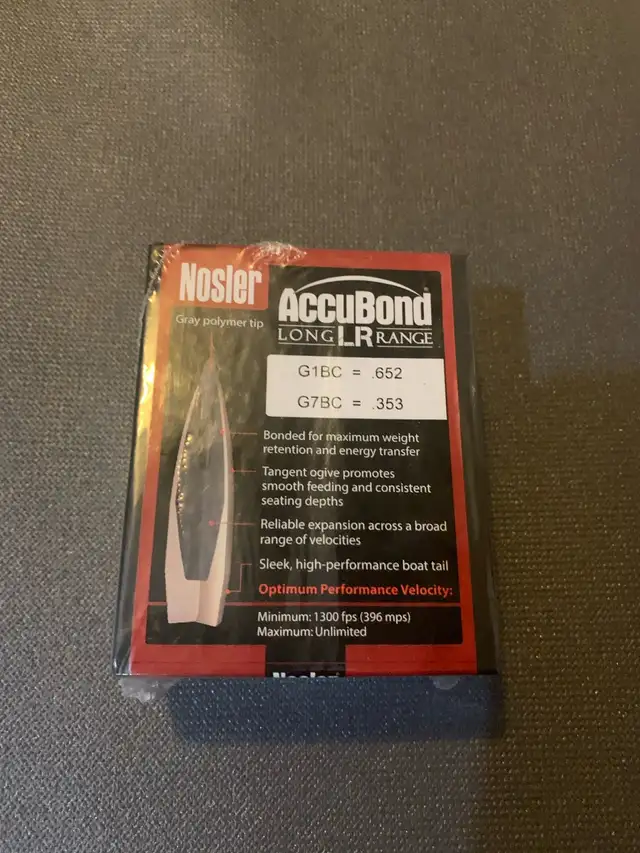 Nosler
Gray polymer tip
AccuBond®
LONG LR RANGE
G1BC = .652
G7BC = .353
Bonded for maximum weight
retention and energy transfer
Tangent ogive promotes
smooth feeding and consistent
seating depths
Reliable expansion across a broad
range of velocities
Sleek, high-performance boat tail
Optimum Performance Velocity:
Minimum: 1300 fps (396 mps)
Maximum: Unlimited
Nosler